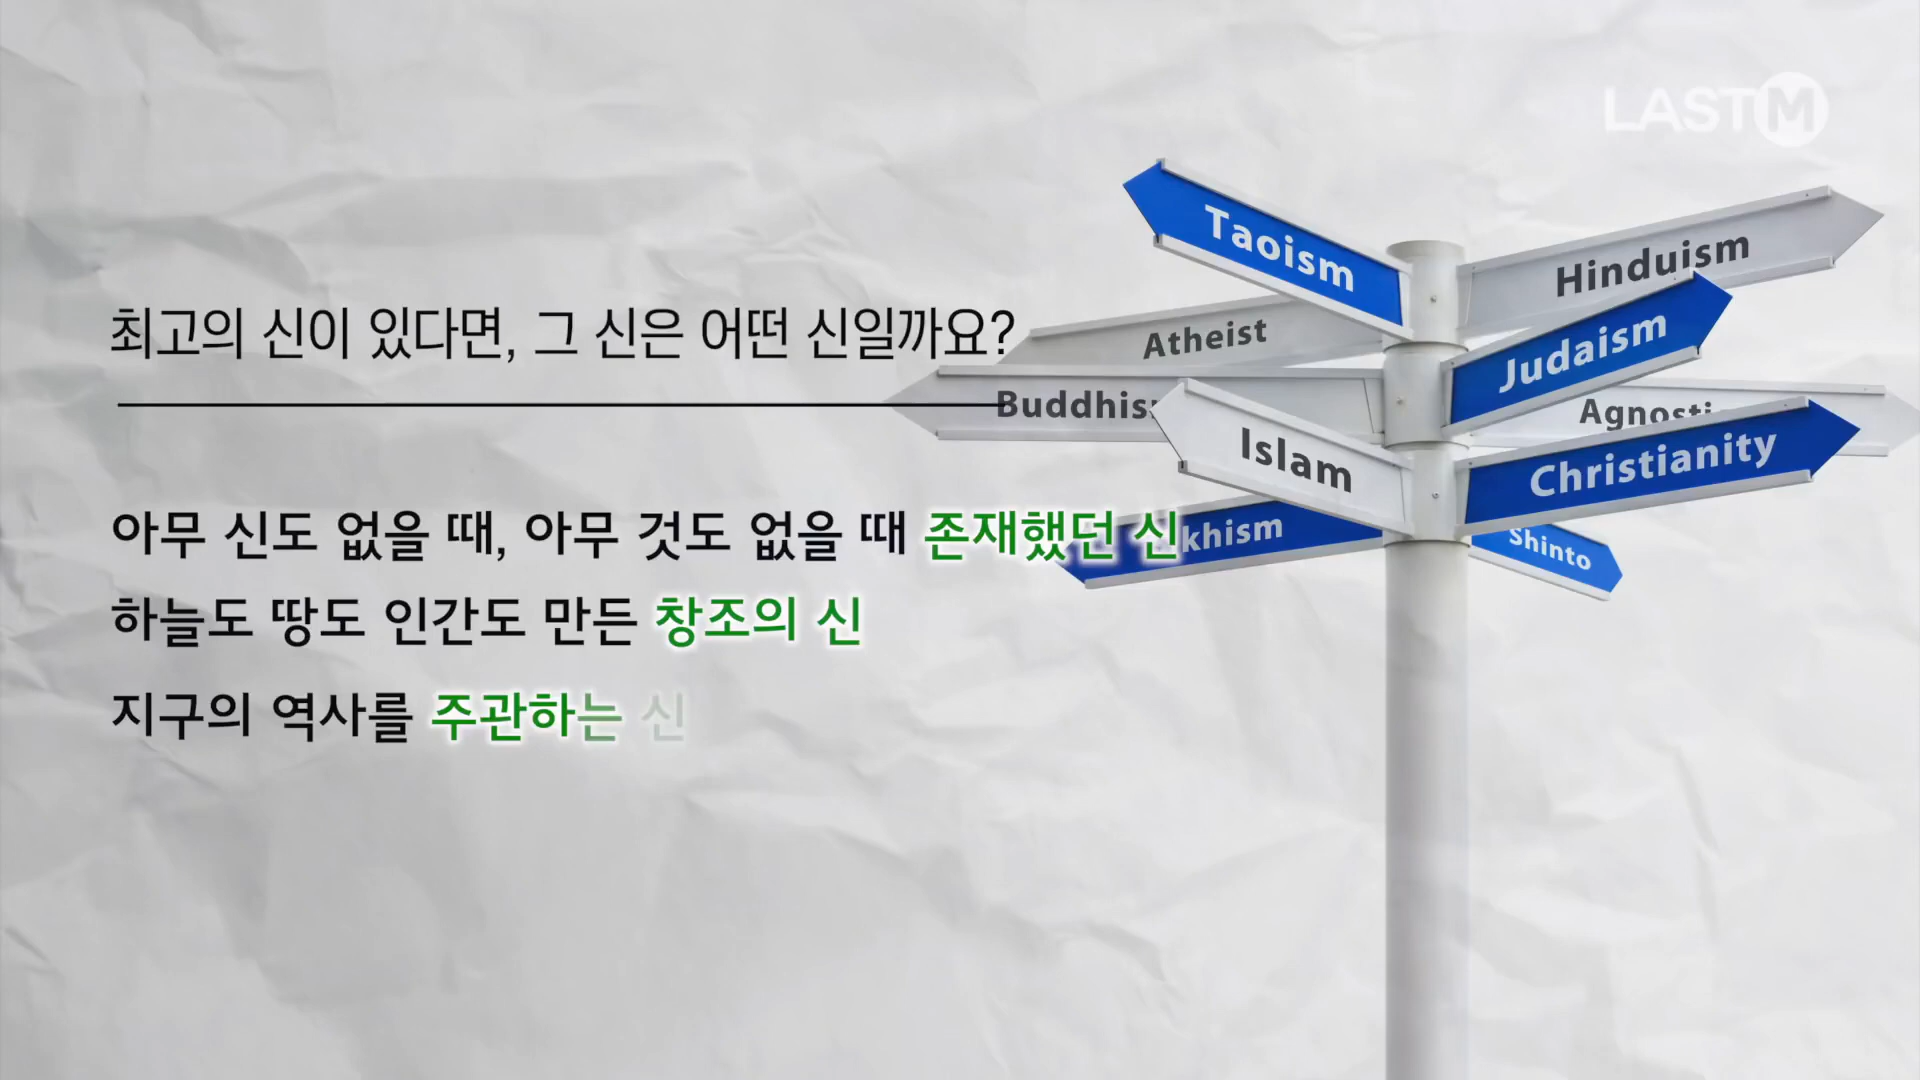 LASTM
최고의 신이 있다면, 그 신은 어떤 신일까요?
아무 신도 없을 때, 아무 것도 없을 때 존재했던 신
하늘도 땅도 인간도 만든 창조의 신
지구의 역사를 주관하는 신
Taoism
Hinduism
Atheist
Judaism
Buddhis
Agnosti
Islam
Christianity
khism
Shinto